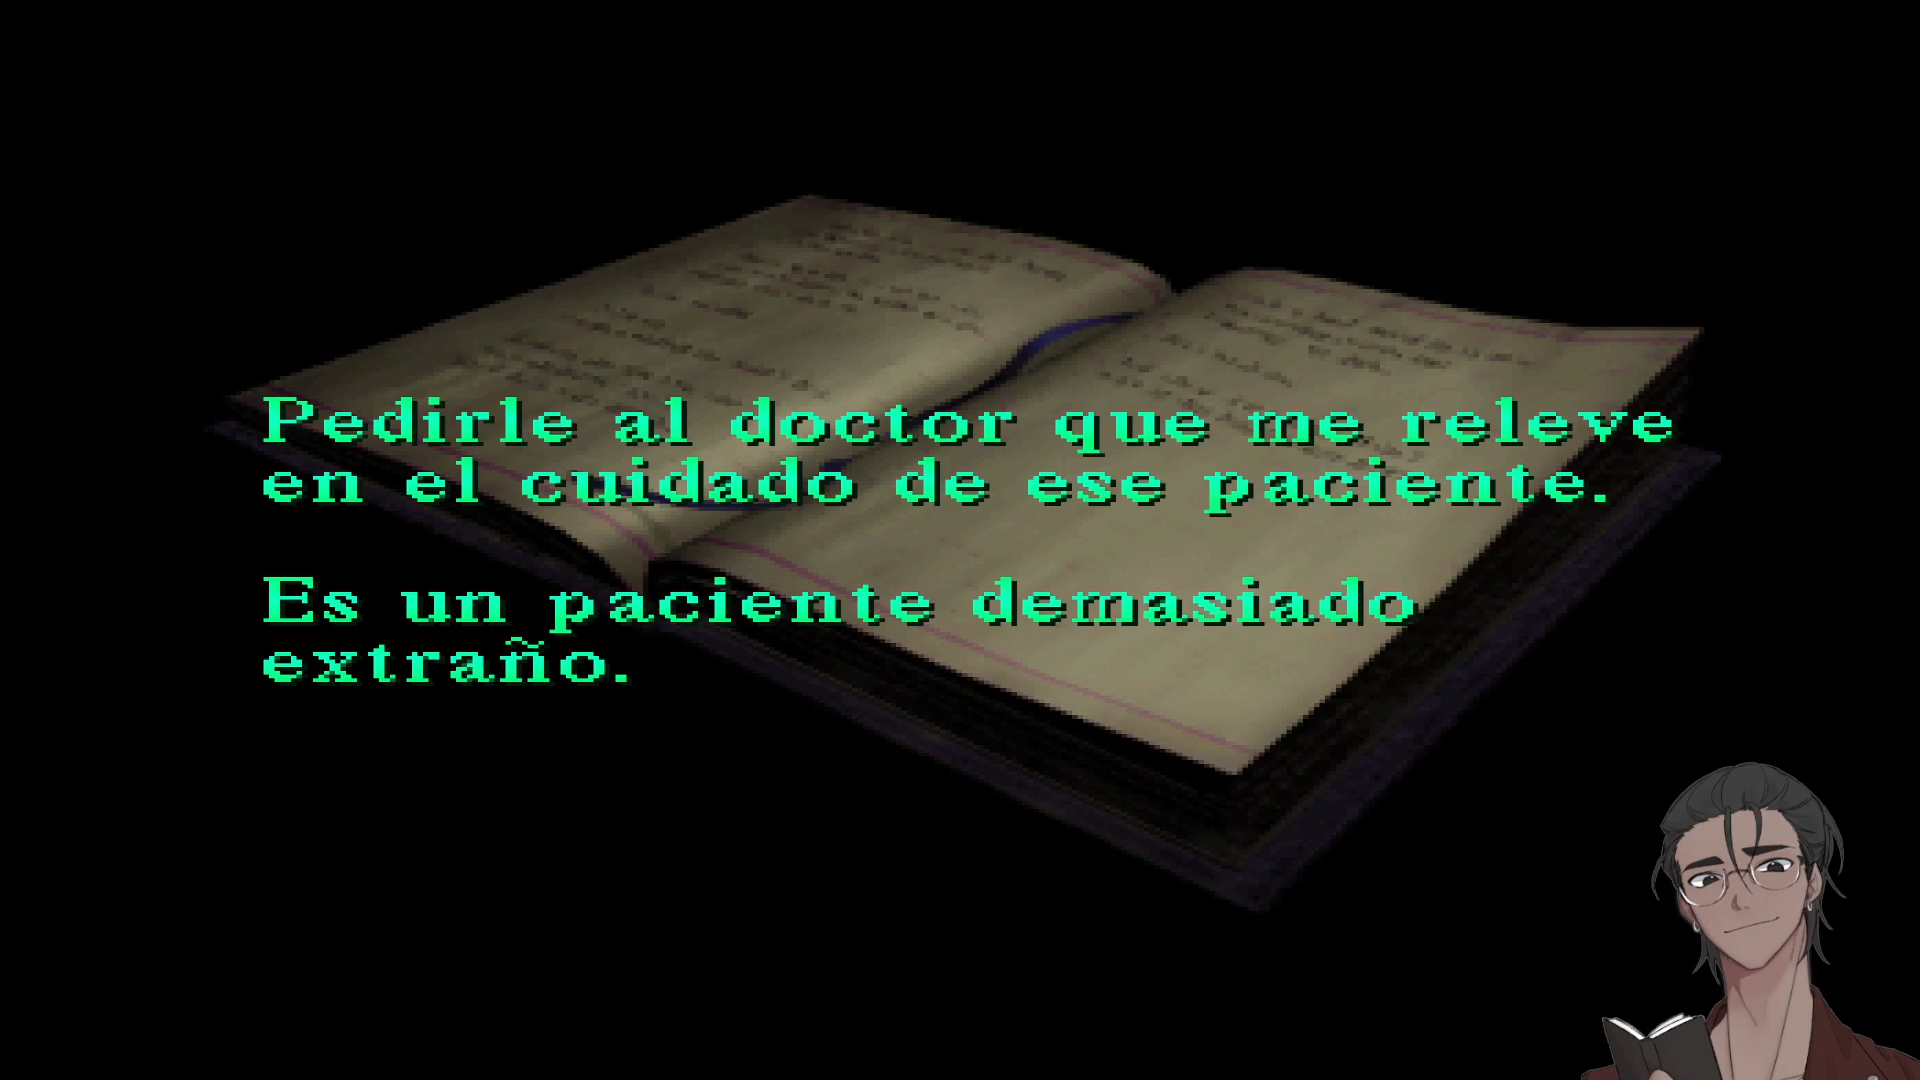 Pedirle al doctor que me releve
en el cuidado de ese paciente.
Es un paciente demasiado
extraño.